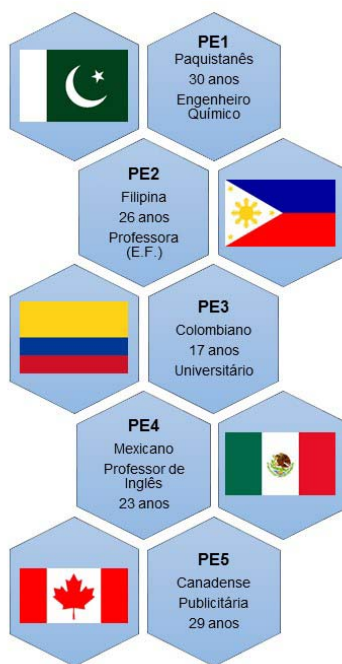 PE1
Paquistanês
30 anos
Engenheiro
Químico
PE2
Filipina
26 anos
Professora
(E.F.)
PE3
Colombiano
17 anos
Universitário
PE4
Mexicano
Professor de
Inglês
23 anos
PE5
Canadense
Publicitária
29 anos